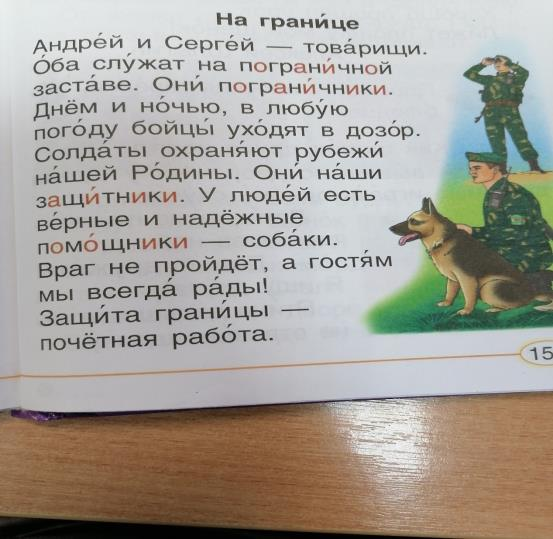 На грани́це
Андре́й и Серге́й — това́рищи.
О́ба слу́жат на пограни́чной
заста́ве. Они́ пограни́чники.
Днём и но́чью, в любу́ю
пого́ду бойцы́ ухо́дят в дозо́р.
Солда́ты охраня́ют рубежи́
на́шей Ро́дины. Они́ на́ши
защи́тники. У люде́й есть
ве́рные и надёжные
помо́щники — соба́ки.
Враг не пройдёт, а гостя́м
мы всегда́ ра́ды!
Защи́та грани́цы —
почётная рабо́та.
15